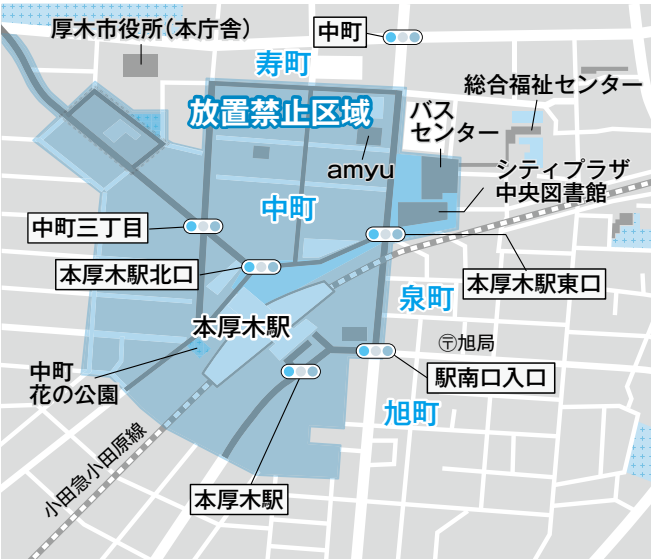 厚木市役所(本庁舎)
中町
寿町
総合福祉センター
放置禁止区域
バス
センター
amyu
シティプラザ
中央図書館
中町
中町三丁目
本厚木駅北口
本厚木駅東口
泉町
本厚木駅
〒旭局
中町
花の公園
駅南口入口
旭町
小田急小田原線
本厚木駅